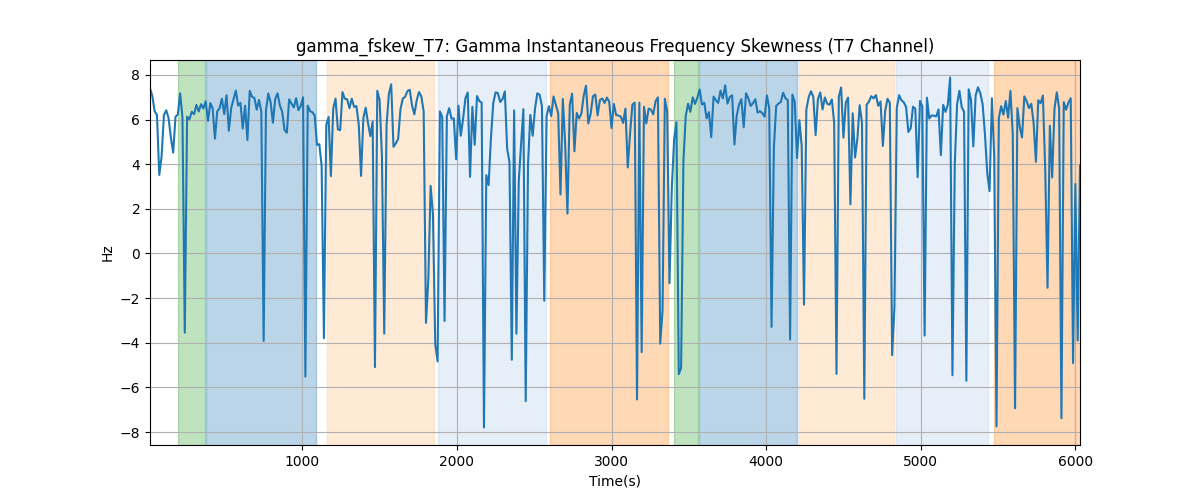 gamma_fskew_T7: Gamma Instantaneous Frequency Skewness (T7 Channel)
8
6
4
2
0
−2
−4
−6
−8
Hz
1000 2000 3000 4000 5000 6000
Time(s)